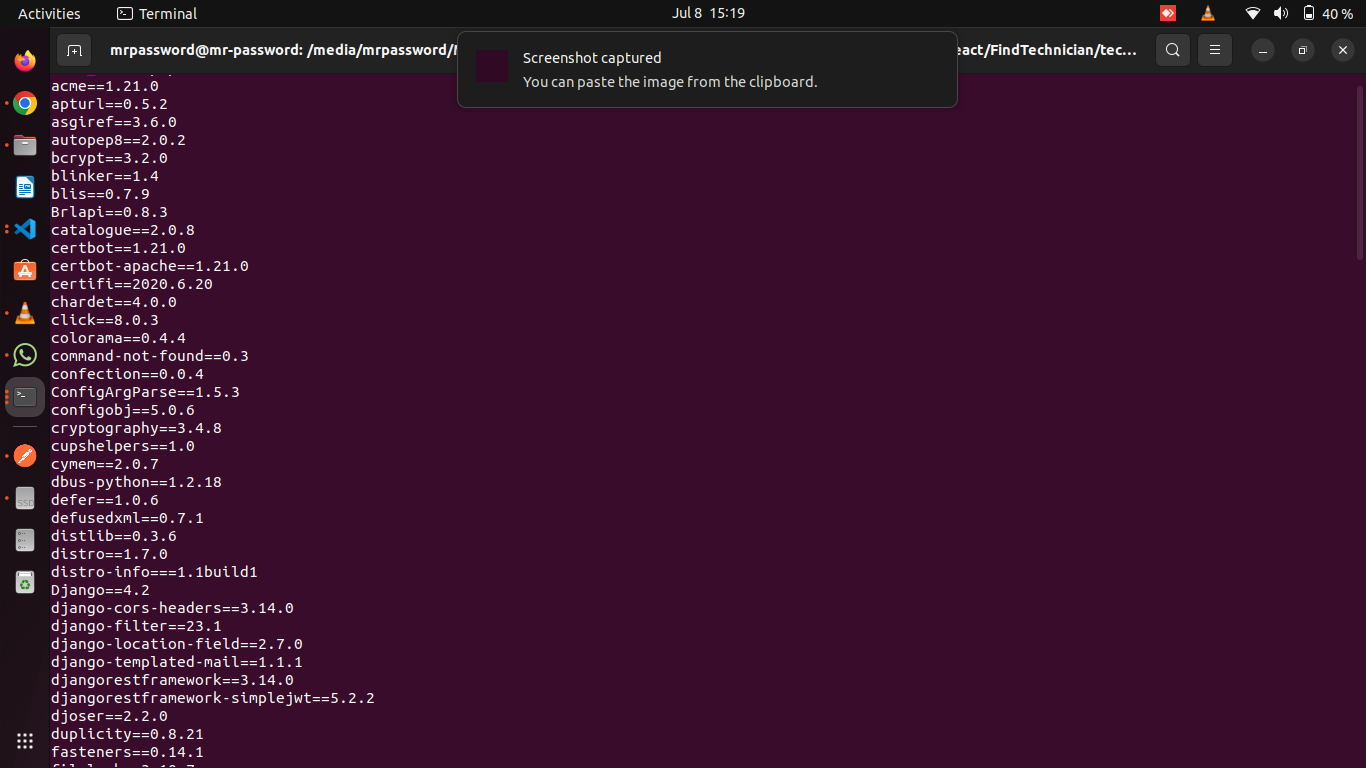 Activities
Terminal
Jul 8 15:19
40 %
mrpassword@mr-password: /media/mrpassword/
eact/FindTechnician/tec…
Screenshot captured
You can paste the image from the clipboard.
acme==1.21.0
apturl==0.5.2
asgiref==3.6.0
autopep8==2.0.2
bcrypt==3.2.0
blinker==1.4
blis==0.7.9
Brlapi==0.8.3
catalogue==2.0.8
certbot==1.21.0
certbot-apache==1.21.0
certifi==2020.6.20
chardet==4.0.0
click==8.0.3
colorama==0.4.4
command-not-found==0.3
confection==0.0.4
ConfigArgParse==1.5.3
configobj==5.0.6
cryptography==3.4.8
cupshelpers==1.0
cymem==2.0.7
dbus-python==1.2.18
defer==1.0.6
defusedxml==0.7.1
distlib==0.3.6
distro==1.7.0
distro-info===1.1build1
Django==4.2
django-cors-headers==3.14.0
django-filter==23.1
django-location-field==2.7.0
django-templated-mail==1.1.1
djangorestframework==3.14.0
djangorestframework-simplejwt==5.2.2
djoser==2.2.0
duplicity==0.8.21
fasteners==0.14.1
SSD